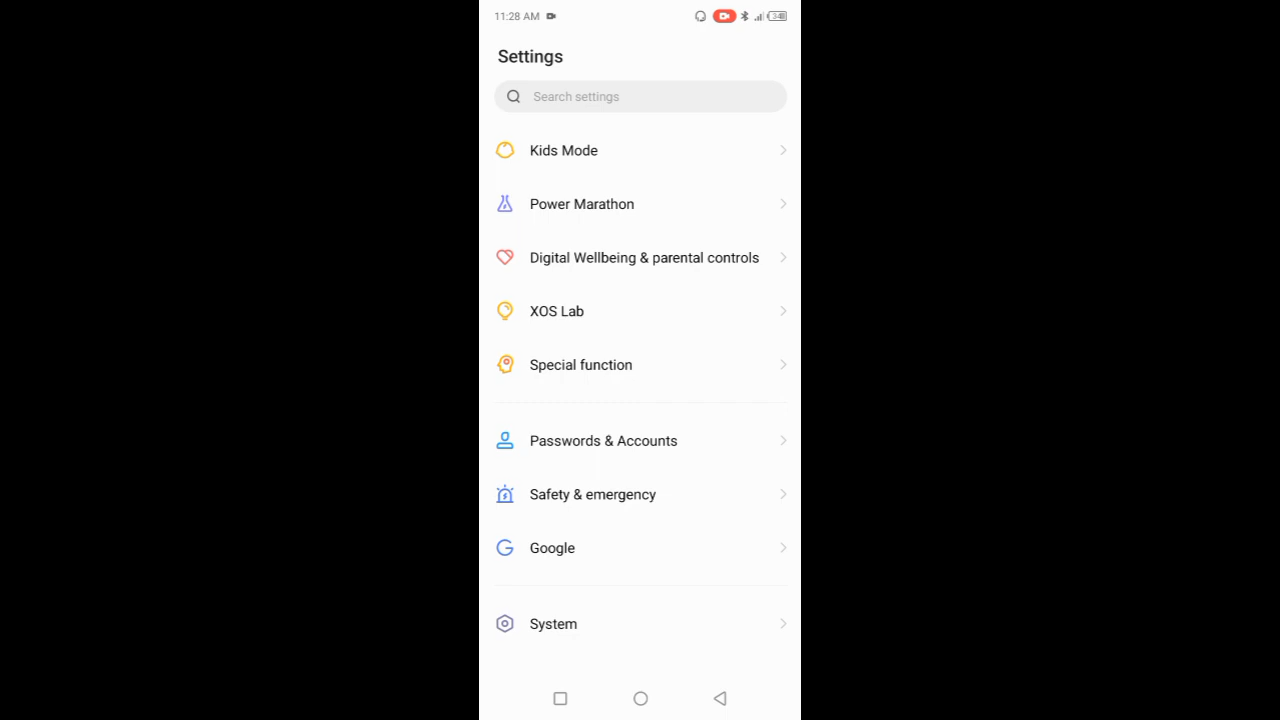 11:28 AM
Settings
Search settings
Kids Mode
Power Marathon
Digital Wellbeing & parental controls
XOS Lab
Special function
Passwords & Accounts
Safety & emergency
Google
System